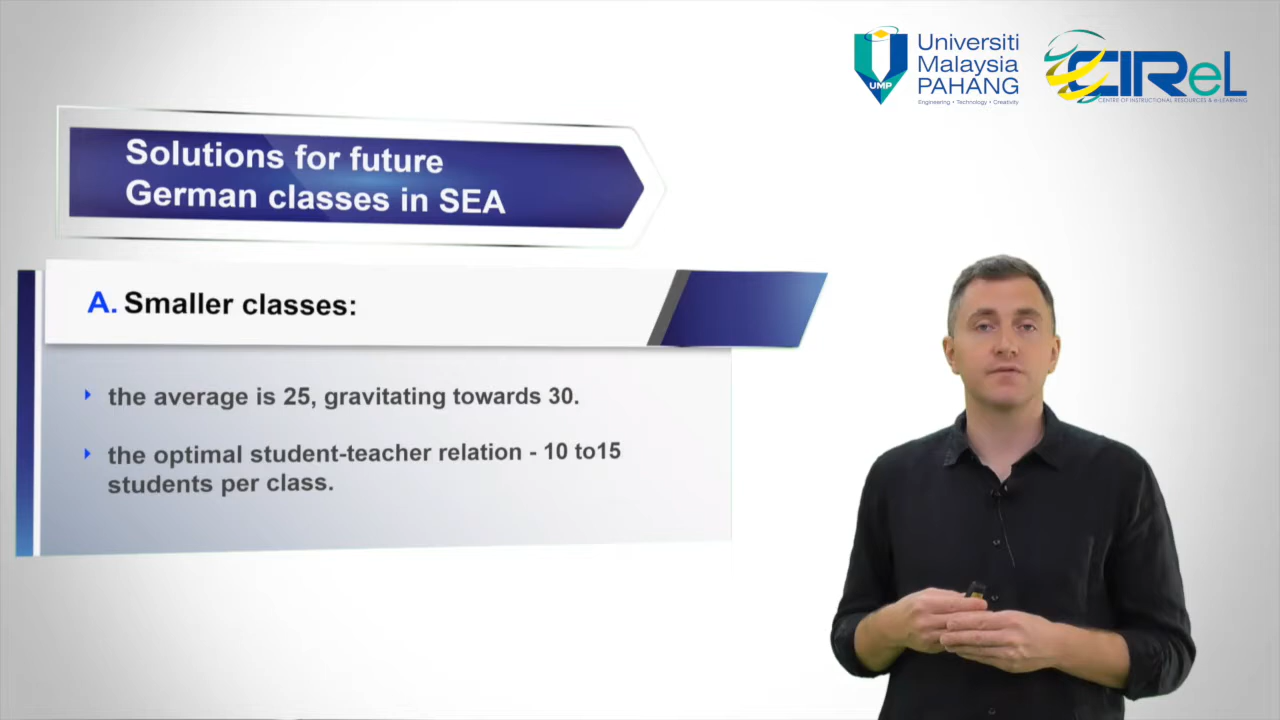 Universiti
Malaysia
PAHANG
Engineering • Technology • Creativity
UMP
CIReL
CENTRE OF INSTRUCTIONAL RESOURCES & e-LEARNING
Solutions for future
German classes in SEA
A. Smaller classes:
the average is 25, gravitating towards 30.
the optimal student-teacher relation - 10 to15
students per class.